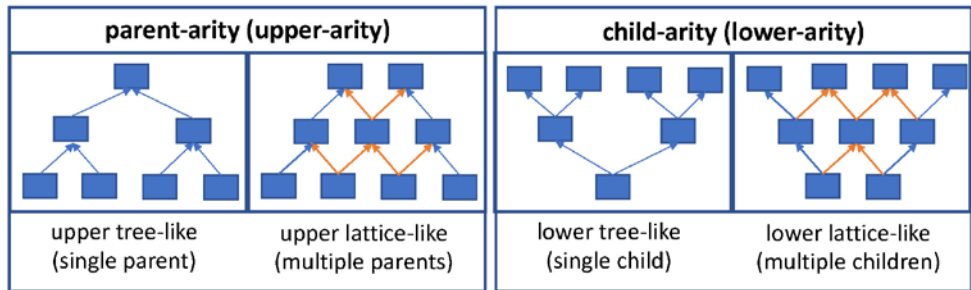 parent-arity (upper-arity)
child-arity (lower-arity)
upper tree-like
(single parent)
upper lattice-like
(multiple parents)
lower tree-like
(single child)
lower lattice-like
(multiple children)